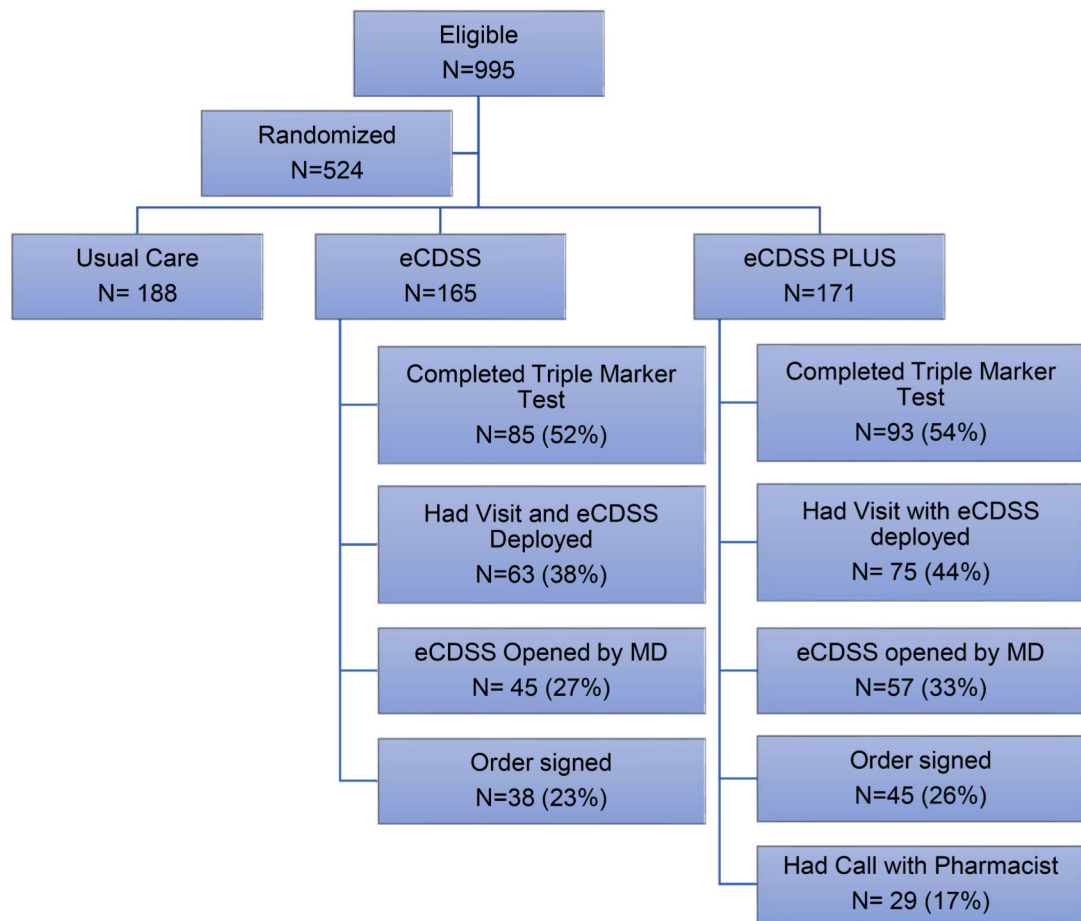 Eligible
N=995
Randomized
N=524
Usual Care
N= 188
eCDSS
N=165
eCDSS PLUS
N=171
Completed Triple Marker
Test
N=85 (52%)
Had Visit and eCDSS
Deployed
N=63 (38%)
eCDSS Opened by MD
N= 45 (27%)
Order signed
N=38 (23%)
Completed Triple Marker
Test
N=93 (54%)
Had Visit with eCDSS
deployed
N= 75 (44%)
eCDSS opened by MD
N=57 (33%)
Order signed
N=45 (26%)
Had Call with Pharmacist
N= 29 (17%)